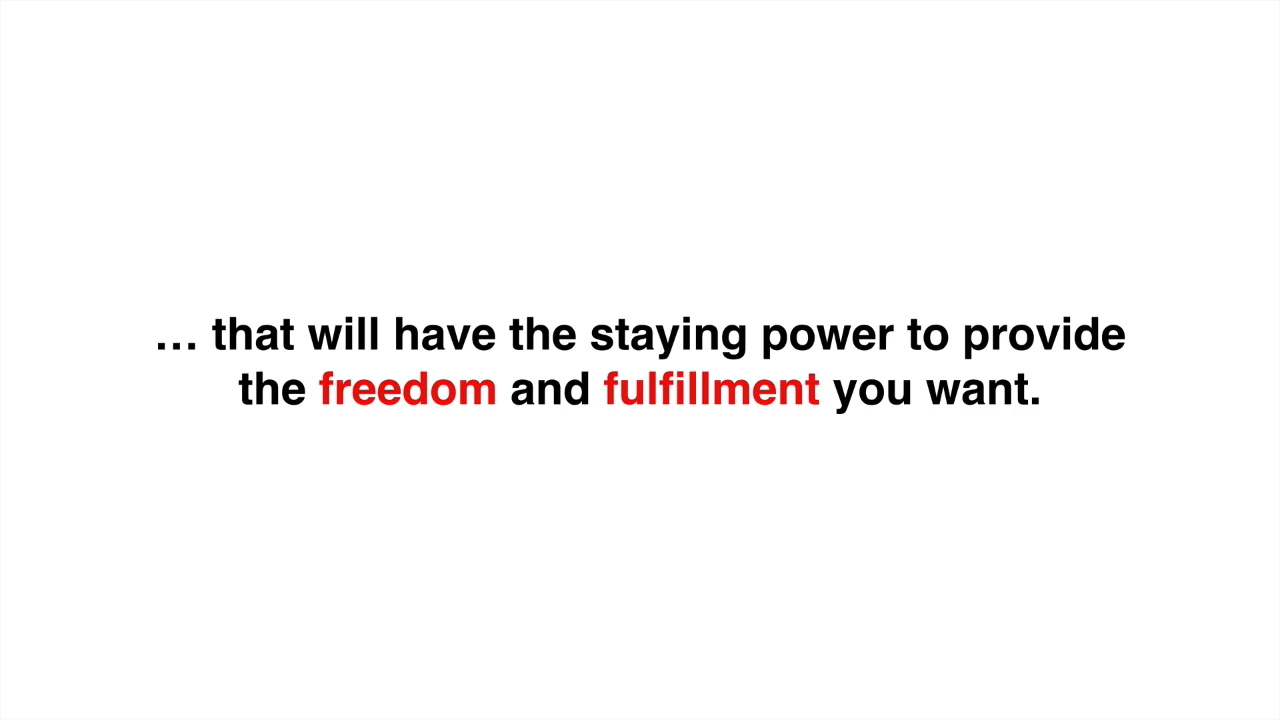 … that will have the staying power to provide
the freedom and fulfillment you want.